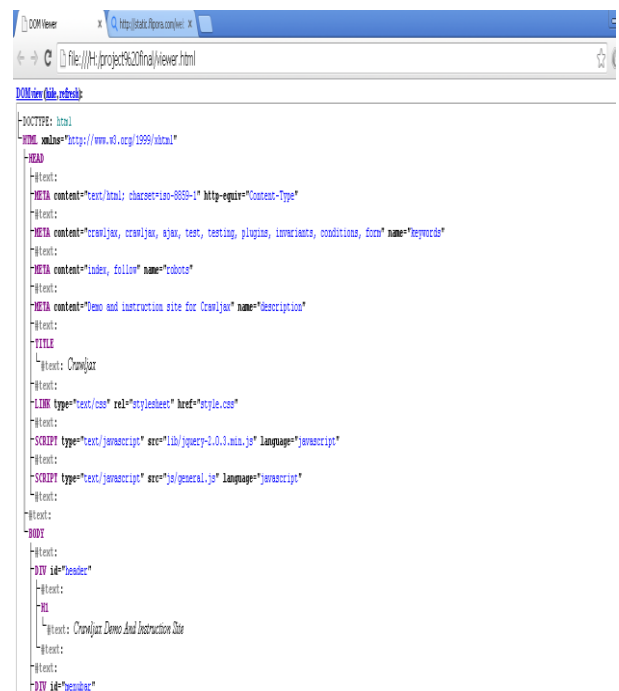 DOM Viewer x http://static.flipora.com/wel x
file:///H:/project%20final/viewer.html
DOM view (hide, refresh):
DOCTYPE: html
HTML xmlns="http://www.w3.org/1999/xhtml"
HEAD
#text:
META content="text/html; charset=iso-8859-1" http-equiv="Content-Type"
#text:
META content="crawljax, crawljax, ajax, test, testing, plugins, invariants, conditions, form" name="keywords"
#text:
META content="index, follow" name="robots"
#text:
META content="Demo and instruction site for Crawljax" name="description"
#text:
TITLE
#text: Crawljax
#text:
LINK type="text/css" rel="stylesheet" href="style.css"
#text:
SCRIPT type="text/javascript" src="lib/jquery-2.0.3.min.js" language="javascript"
#text:
SCRIPT type="text/javascript" src="js/general.js" language="javascript"
#text:
#text:
BODY
#text:
DIV id="header"
#text:
H1
#text: Crawljax Demo And Instruction Site
#text:
#text:
DIV id="menubar"